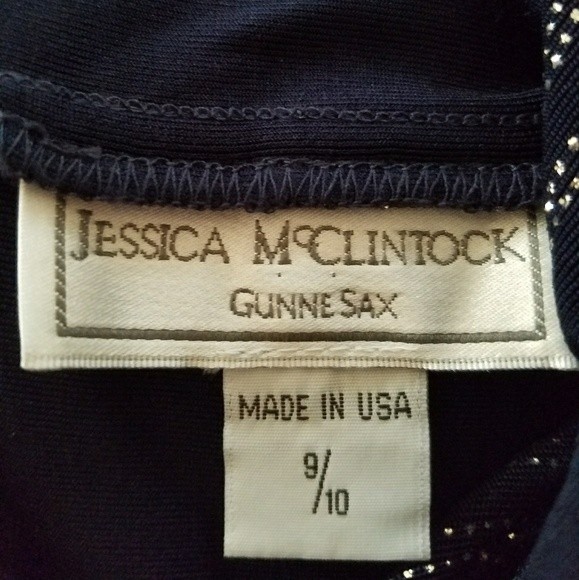 JESSICA McCLINTOCK
GUNNE SAX
MADE IN USA
9/10